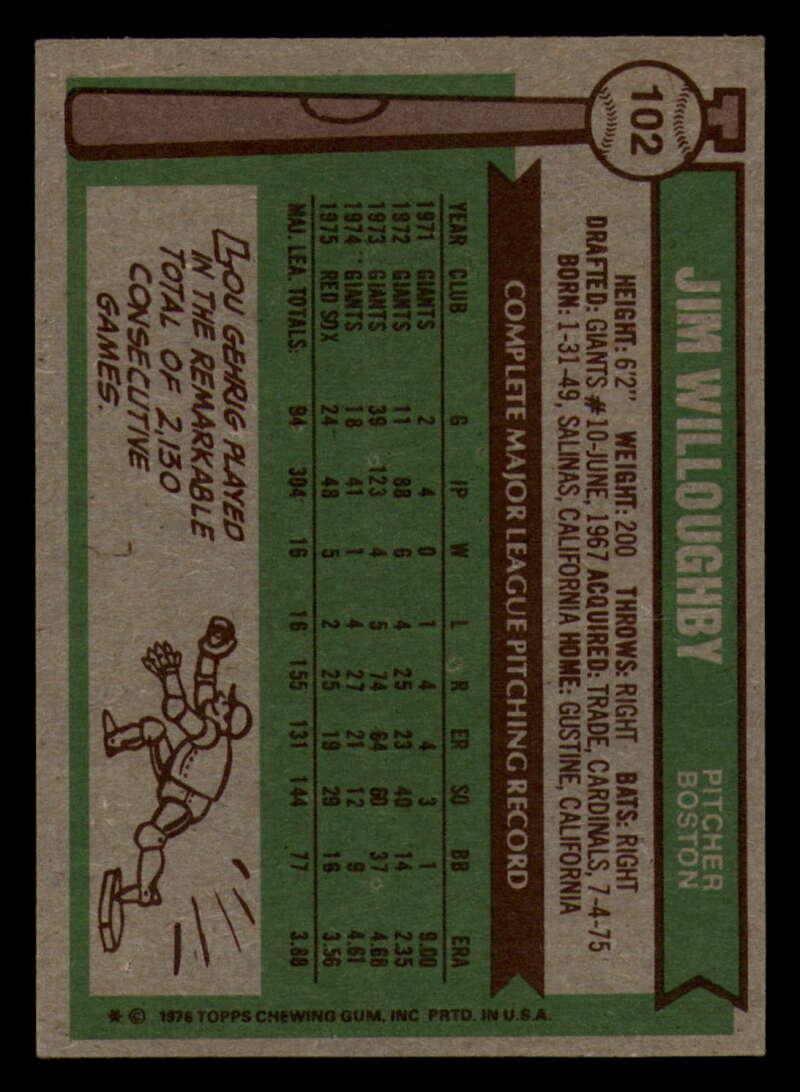 102
JIM WILLOUGHBY
PITCHER
BOSTON
HEIGHT: 6'2" WEIGHT: 200 THROWS: RIGHT BATS: RIGHT
DRAFTED: GIANTS #10-JUNE, 1967 ACQUIRED: TRADE, CARDINALS, 7-4-75
BORN: 1-31-49, SALINAS, CALIFORNIA HOME: GUSTINE, CALIFORNIA
COMPLETE MAJOR LEAGUE PITCHING RECORD
YEAR CLUB G IP W L R ER SO BB ERA
1971 GIANTS 2 4 0 1 4 4 3 1 9.00
1972 GIANTS 11 88 6 4 25 23 40 14 2.35
1973 GIANTS 39 123 4 5 74 64 60 37 4.68
1974 GIANTS 18 41 1 4 27 21 12 9 4.61
1975 RED SOX 24 48 5 2 25 19 29 16 3.56
MAJ. LEA. TOTALS: 94 304 16 16 155 131 144 77 3.88
LOU GEHRIG PLAYED
IN THE REMARKABLE
TOTAL OF 2,130
CONSECUTIVE
GAMES.
* © 1976 TOPPS CHEWING GUM, INC PRTD. IN U.S.A.